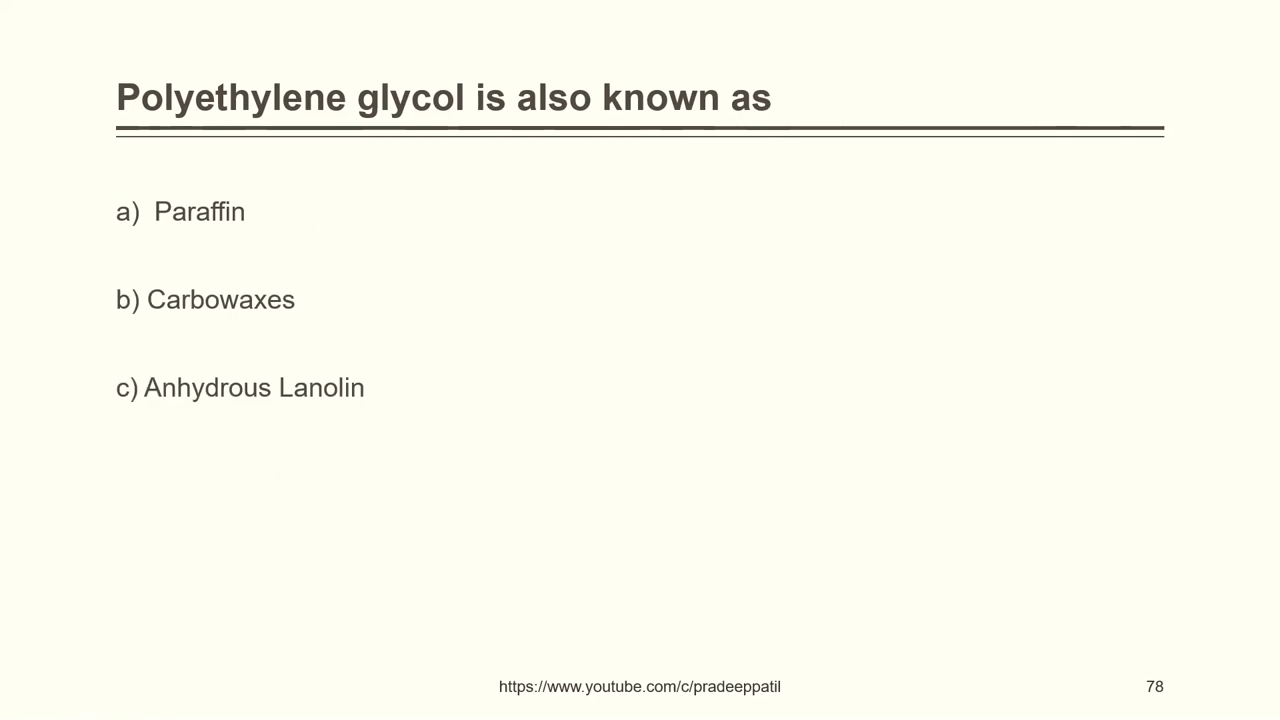 Polyethylene glycol is also known as
a) Paraffin
b) Carbowaxes
c) Anhydrous Lanolin
https://www.youtube.com/c/pradeeppatil
78